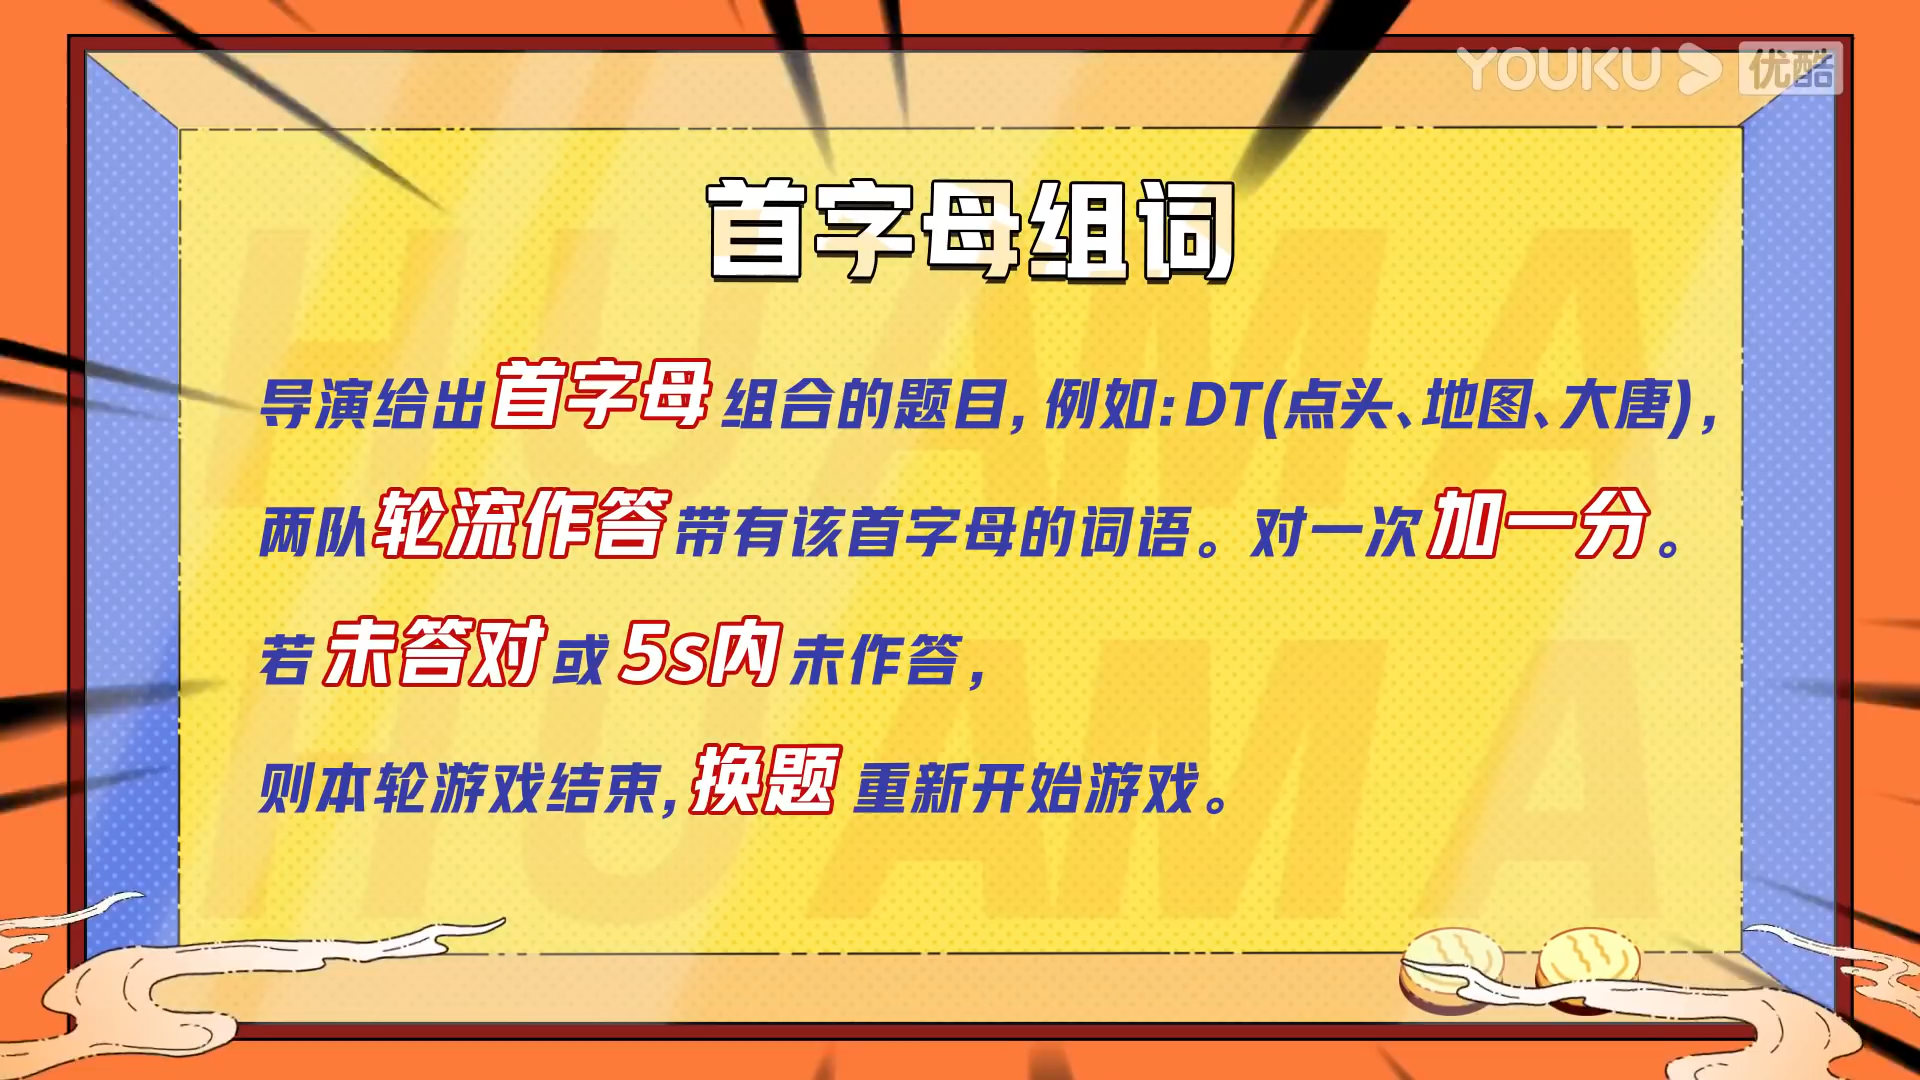 YOUKU 优酷
首字母组词
导演给出首字母组合的题目,例如:DT(点头、地图、大唐),
两队轮流作答带有该首字母的词语。对一次加一分。
若未答对或5s内未作答,
则本轮游戏结束,换题重新开始游戏。
HUAMA
HUAMA